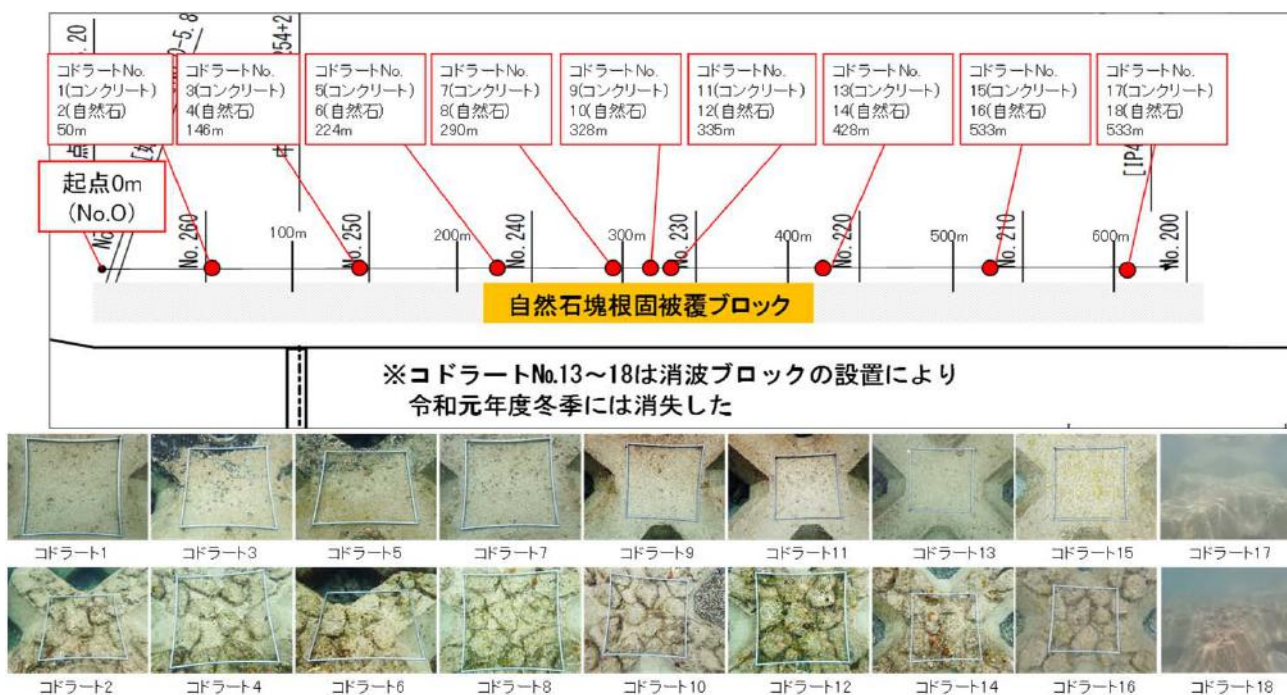 コドラートNo.
1(コンクリート)
2(自然石)
50m
コドラートNo.
3(コンクリート)
4(自然石)
146m
コドラートNo.
5(コンクリート)
6(自然石)
224m
コドラートNo.
7(コンクリート)
8(自然石)
290m
コドラートNo.
9(コンクリート)
10(自然石)
328m
コドラートNo.
11(コンクリート)
12(自然石)
335m
コドラートNo.
13(コンクリート)
14(自然石)
428m
コドラートNo.
15(コンクリート)
16(自然石)
533m
コドラートNo.
17(コンクリート)
18(自然石)
533m
起点0m
(No.0)
No.260
100m
No.250
200m
No.240
300m
No.230
400m
No.220
500m
No.210
600m
No.200
自然石塊根固被覆ブロック
※コドラート№13～18は消波ブロックの設置により
令和元年度冬季には消失した
コドラート1
コドラート3
コドラート5
コドラート7
コドラート9
コドラート11
コドラート13
コドラート15
コドラート17
コドラート2
コドラート4
コドラート6
コドラート8
コドラート10
コドラート12
コドラート14
コドラート16
コドラート18